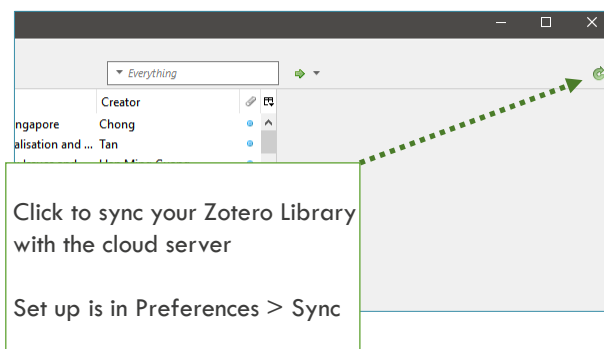 Everything
Creator
ngapore Chong
alisation and ... Tan
Click to sync your Zotero Library
with the cloud server
Set up is in Preferences > Sync